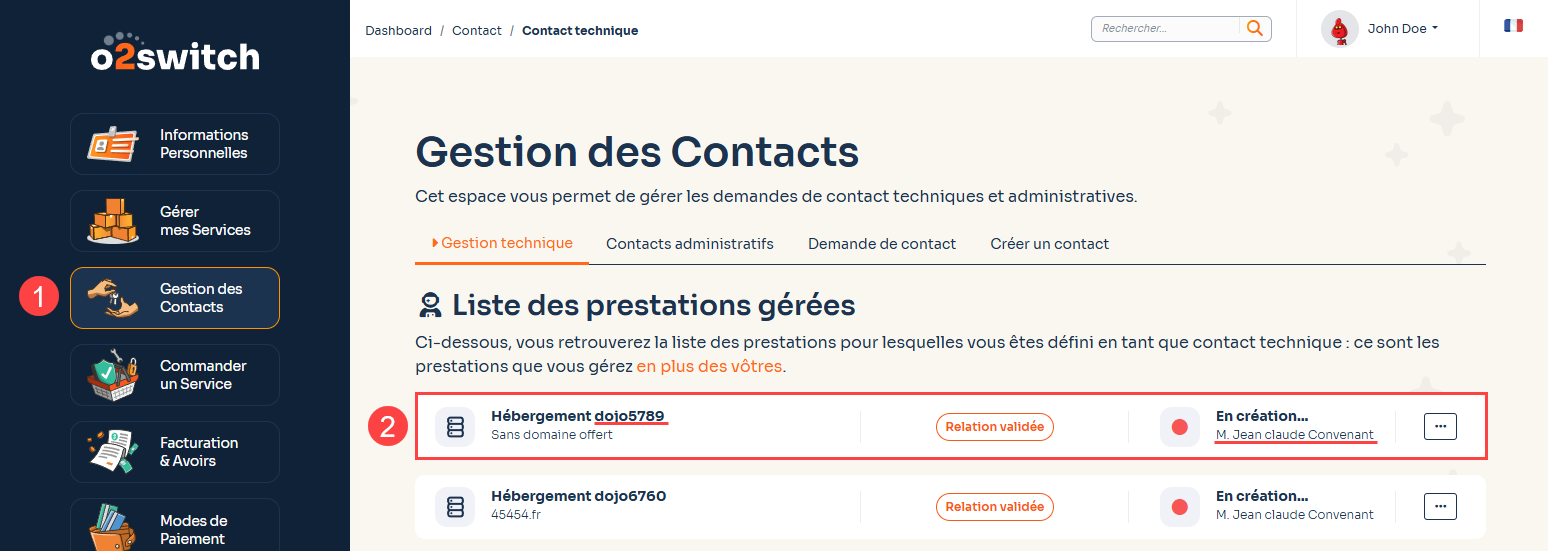 o2switch
Informations
Personnelles
Gérer
mes Services
1
Gestion des
Contacts
Commander
un Service
Facturation
& Avoirs
Modes de
Paiement
Dashboard / Contact / Contact technique
Rechercher...
John Doe
Gestion des Contacts
Cet espace vous permet de gérer les demandes de contact techniques et administratives.
Gestion technique Contacts administratifs Demande de contact Créer un contact
Liste des prestations gérées
Ci-dessous, vous retrouverez la liste des prestations pour lesquelles vous êtes défini en tant que contact technique : ce sont les
prestations que vous gérez en plus des vôtres.
2
Hébergement dojo5789
Sans domaine offert
Relation validée
En création...
M. Jean claude Convenant
...
Hébergement dojo6760
45454.fr
Relation validée
En création...
M. Jean claude Convenant
...